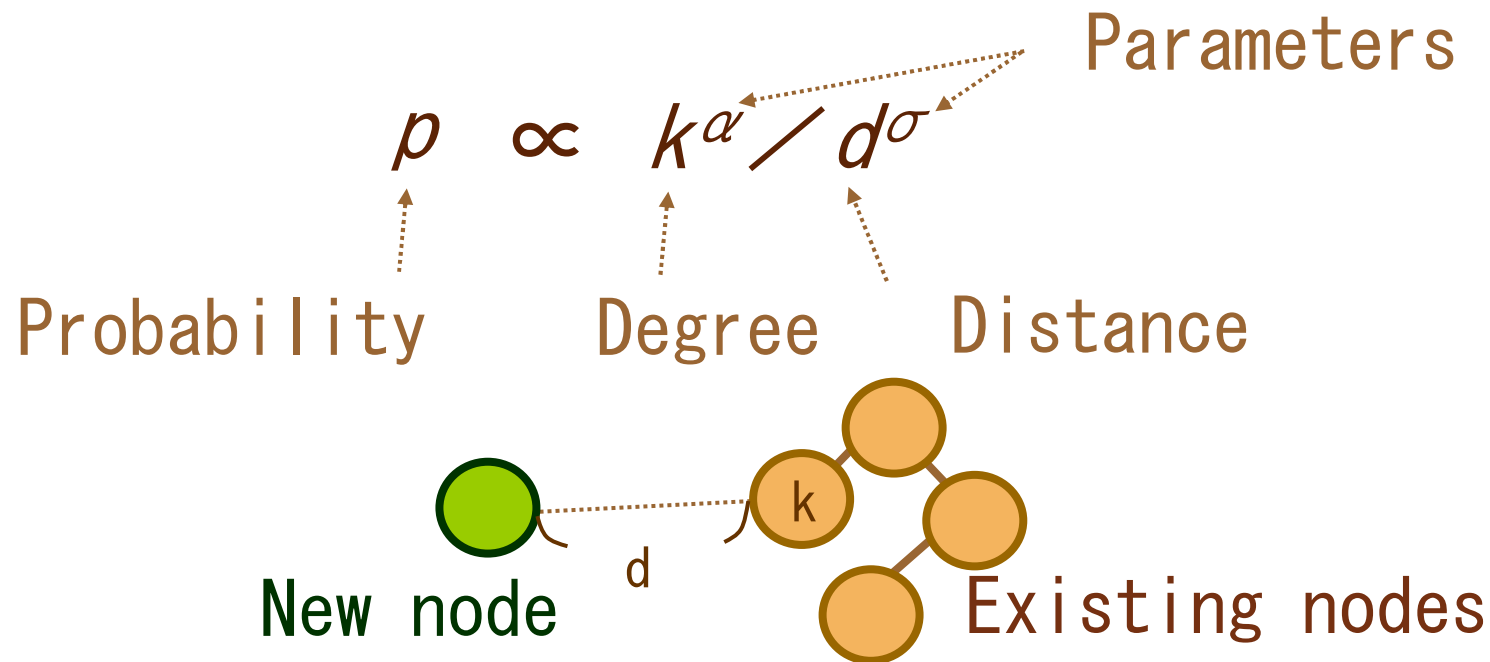 Parameters
p ∝ k^α／d^σ
Probability Degree Distance
k
d
New node Existing nodes